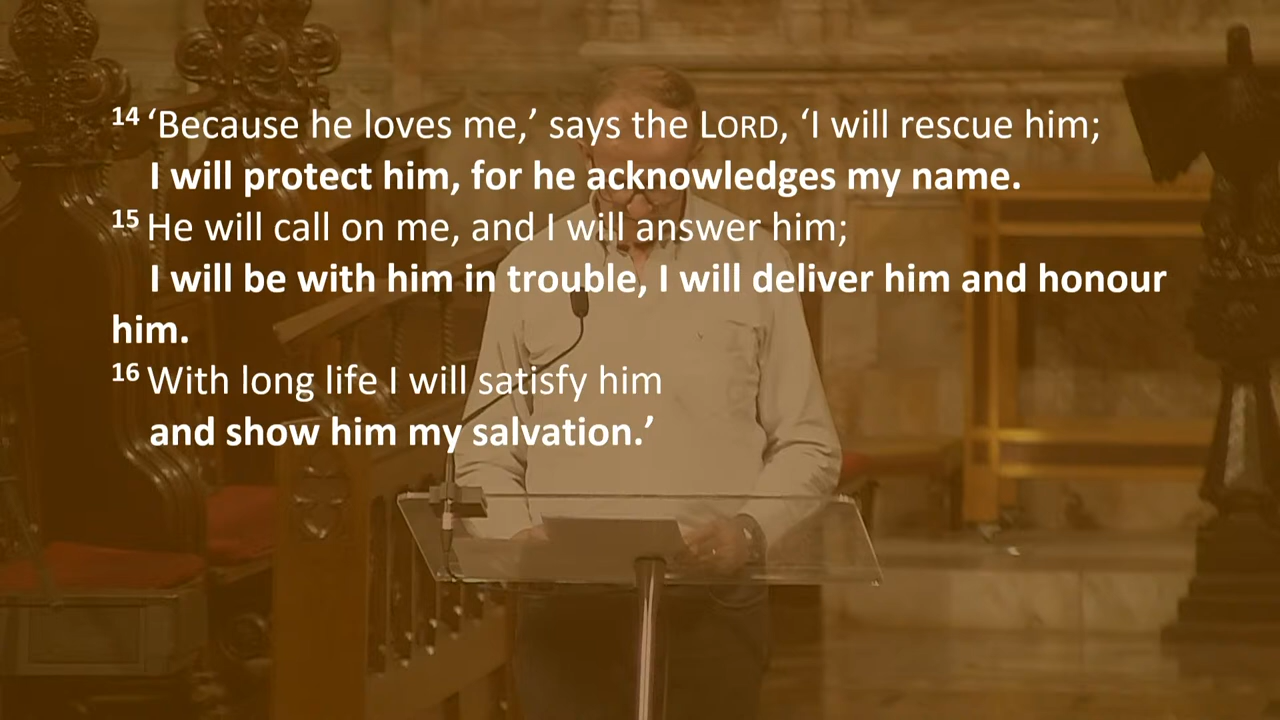 14 ‘Because he loves me,’ says the LORD, ‘I will rescue him;
I will protect him, for he acknowledges my name.
15 He will call on me, and I will answer him;
I will be with him in trouble, I will deliver him and honour
him.
16 With long life I will satisfy him
and show him my salvation.’